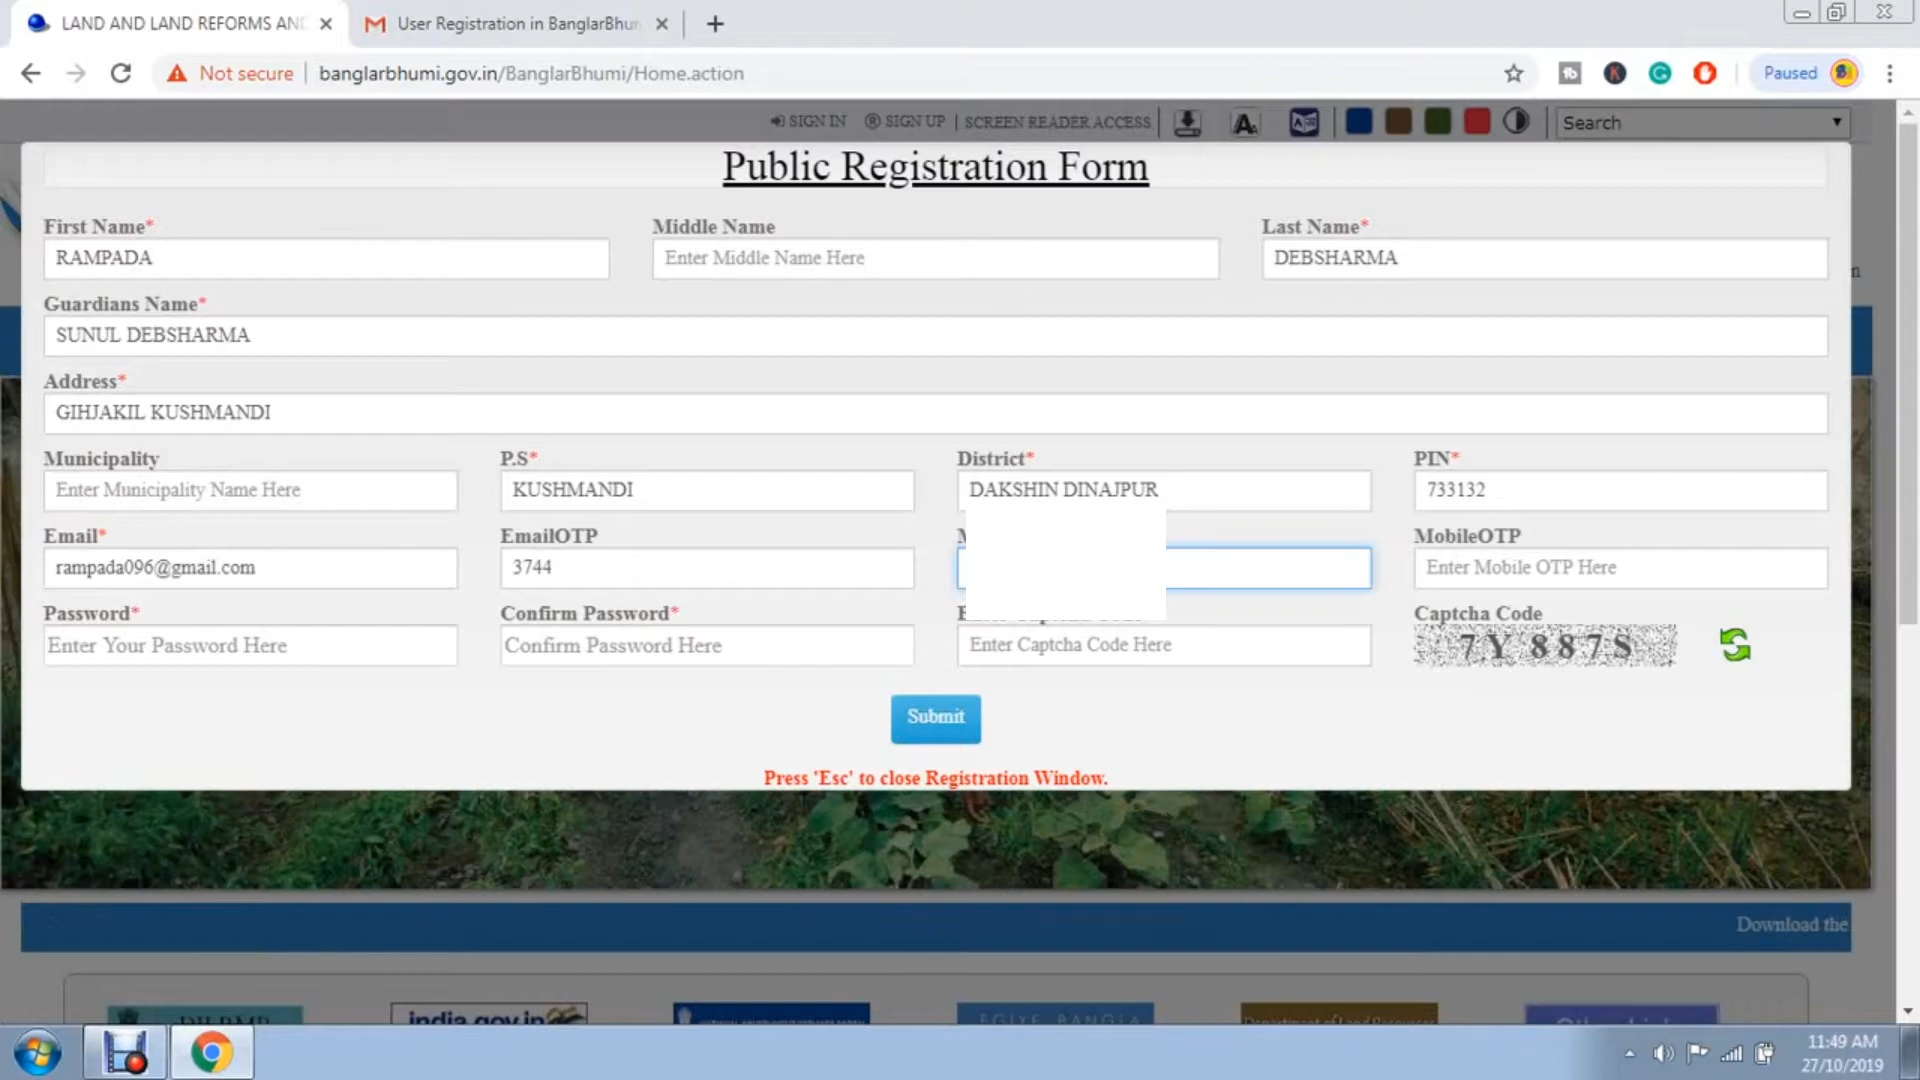 LAND AND LAND REFORMS AN
User Registration in BanglarBhu
Not secure
banglarbhumi.gov.in/BanglarBhumi/Home.action
Paused
SIGN IN
SIGN UP
SCREEN READER ACCESS
Search
Public Registration Form
First Name*
Middle Name
Last Name*
RAMPADA
Enter Middle Name Here
DEBSHARMA
Guardians Name*
SUNUL DEBSHARMA
Address*
GIHJAKIL KUSHMANDI
Municipality
P.S*
District*
PIN*
Enter Municipality Name Here
KUSHMANDI
DAKSHIN DINAJPUR
733132
Email*
EmailOTP
MobileOTP
rampada096@gmail.com
3744
Enter Mobile OTP Here
Password*
Confirm Password*
Captcha Code
Enter Your Password Here
Confirm Password Here
Enter Captcha Code Here
7Y887S
Submit
Press 'Esc' to close Registration Window.
Download the
india.gov.in
EGIYE BANGLA
11:49 AM
27/10/2019